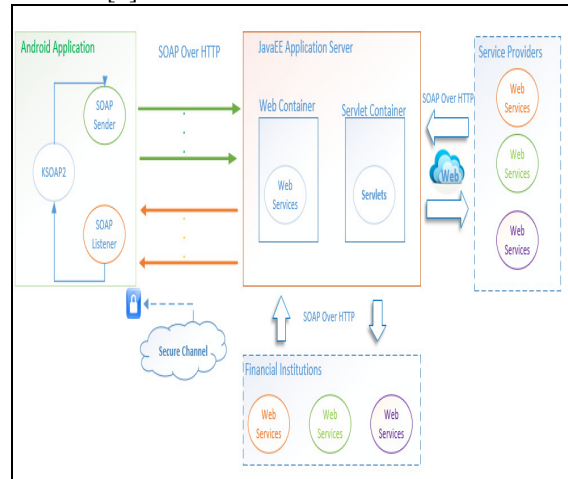 Android Application
SOAP Over HTTP
JavaEE Application Server
Service Providers
SOAP
Sender
KSOAP2
SOAP
Listener
Web Container
Web
Services
Servlet Container
Servlets
SOAP Over HTTP
Web
Web
Services
Web
Services
Web
Services
Secure Channel
SOAP Over HTTP
Financial Institutions
Web
Services
Web
Services
Web
Services